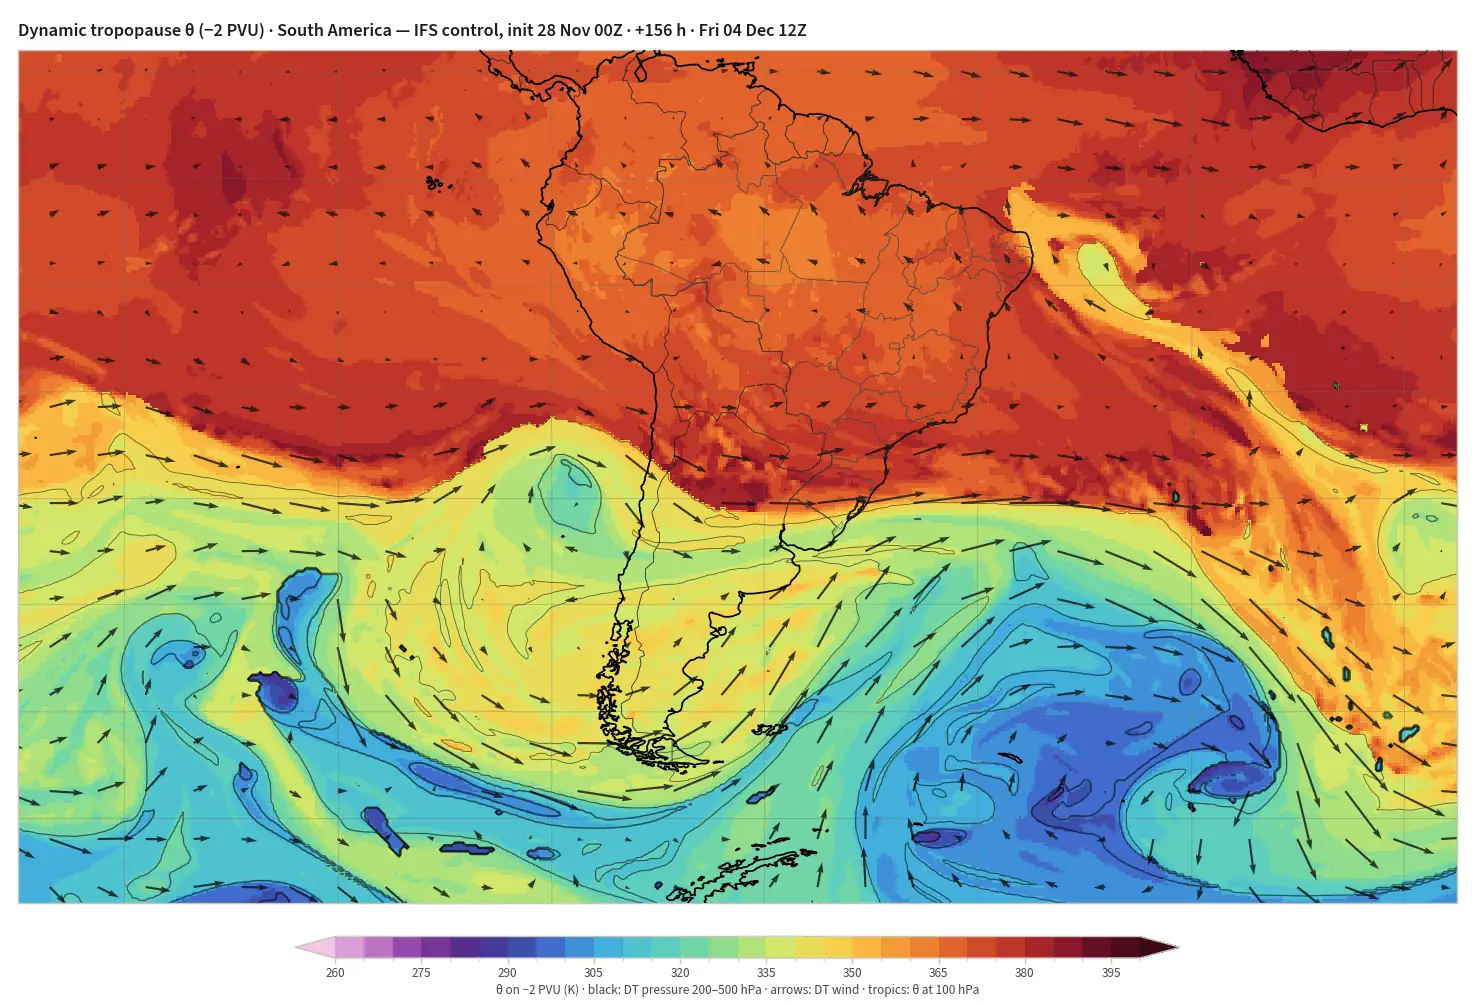 Dynamic tropopause θ (−2 PVU) · South America — IFS control, init 28 Nov 00Z · +156 h · Fri 04 Dec 12Z
260 275 290 305 320 335 350 365 380 395
θ on −2 PVU (K) · black: DT pressure 200–500 hPa · arrows: DT wind · tropics: θ at 100 hPa